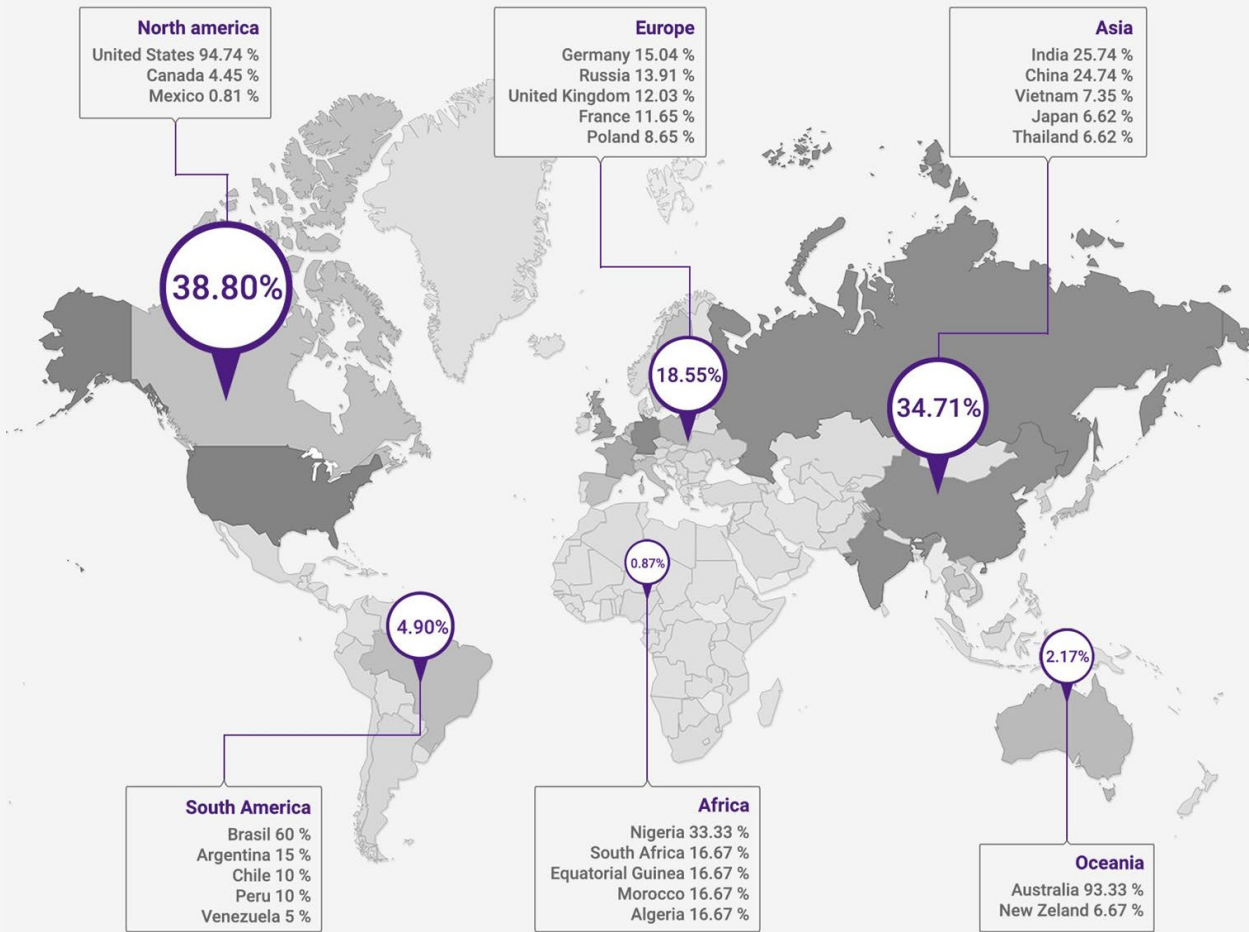 North america
United States 94.74 %
Canada 4.45 %
Mexico 0.81 %
Europe
Germany 15.04 %
Russia 13.91 %
United Kingdom 12.03 %
France 11.65 %
Poland 8.65 %
Asia
India 25.74 %
China 24.74 %
Vietnam 7.35 %
Japan 6.62 %
Thailand 6.62 %
38.80%
18.55%
34.71%
0.87%
4.90%
2.17%
South America
Brasil 60 %
Argentina 15 %
Chile 10 %
Peru 10 %
Venezuela 5 %
Africa
Nigeria 33.33 %
South Africa 16.67 %
Equatorial Guinea 16.67 %
Morocco 16.67 %
Algeria 16.67 %
Oceania
Australia 93.33 %
New Zeland 6.67 %